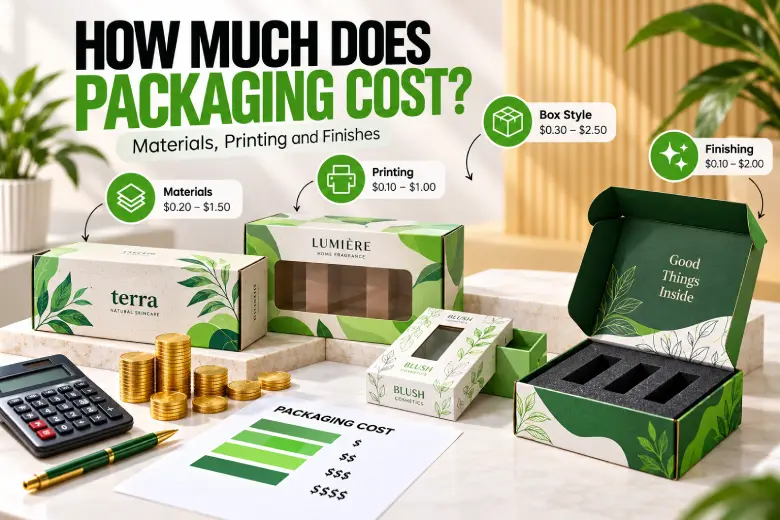 HOW MUCH DOES
PACKAGING COST?
Materials, Printing and Finishes
Box Style
$0.30 – $2.50
Finishing
$0.10 – $2.00
Printing
$0.10 – $1.00
Materials
$0.20 – $1.50
LUMIÈRE
HOME FRAGRANCE
terra
NATURAL SKINCARE
Good
Things
Inside
BLUSH
COSMETICS
BLUSH
COSMETICS
PACKAGING COST
$
$$
$$$
$$$$